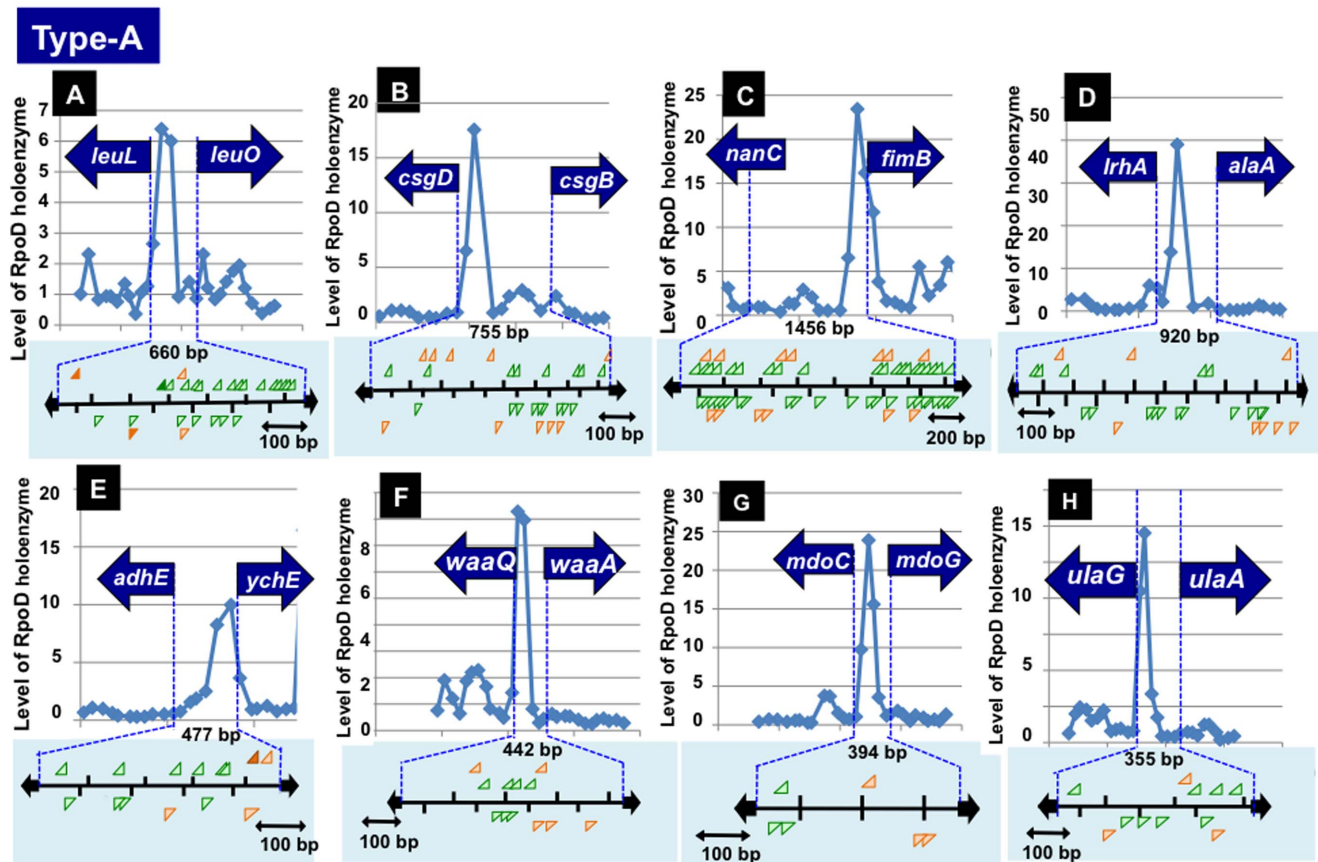 Type-A
A
Level of RpoD holoenzyme
7
6
5
4
3
2
1
0
leuL
leuO
660 bp
100 bp
B
Level of RpoD holoenzyme
20
15
10
5
0
csgD
csgB
755 bp
100 bp
C
Level of RpoD holoenzyme
25
20
15
10
5
0
nanC
fimB
1456 bp
200 bp
D
Level of RpoD holoenzyme
50
40
30
20
10
0
lrhA
alaA
920 bp
100 bp
E
Level of RpoD holoenzyme
20
15
10
5
0
adhE
ychE
477 bp
100 bp
F
Level of RpoD holoenzyme
8
6
4
2
0
waaQ
waaA
442 bp
100 bp
G
Level of RpoD holoenzyme
30
25
20
15
10
5
0
mdoC
mdoG
394 bp
100 bp
H
Level of RpoD holoenzyme
15
10
5
0
ulaG
ulaA
355 bp
100 bp